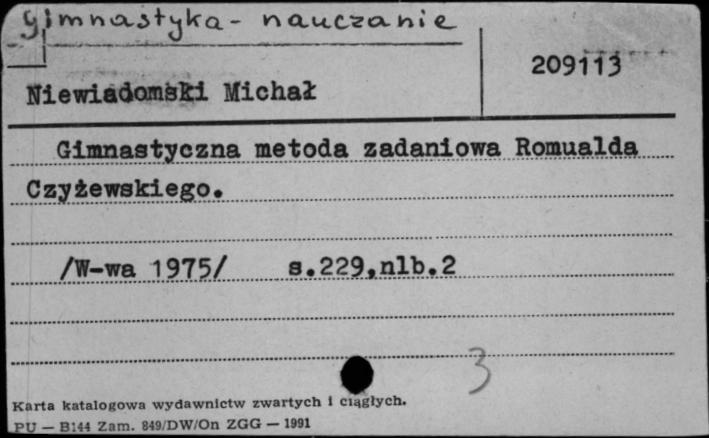 gimnastyka - nauczanie
209113
Niewiadomski Michał
Gimnastyczna metoda zadaniowa Romualda
Czyżewskiego.
/W-wa 1975/ s.229,nlb.2
3
Karta katalogowa wydawnictw zwartych i ciągłych.
PU — B144 Zam. 849/DW/On ZGG — 1991